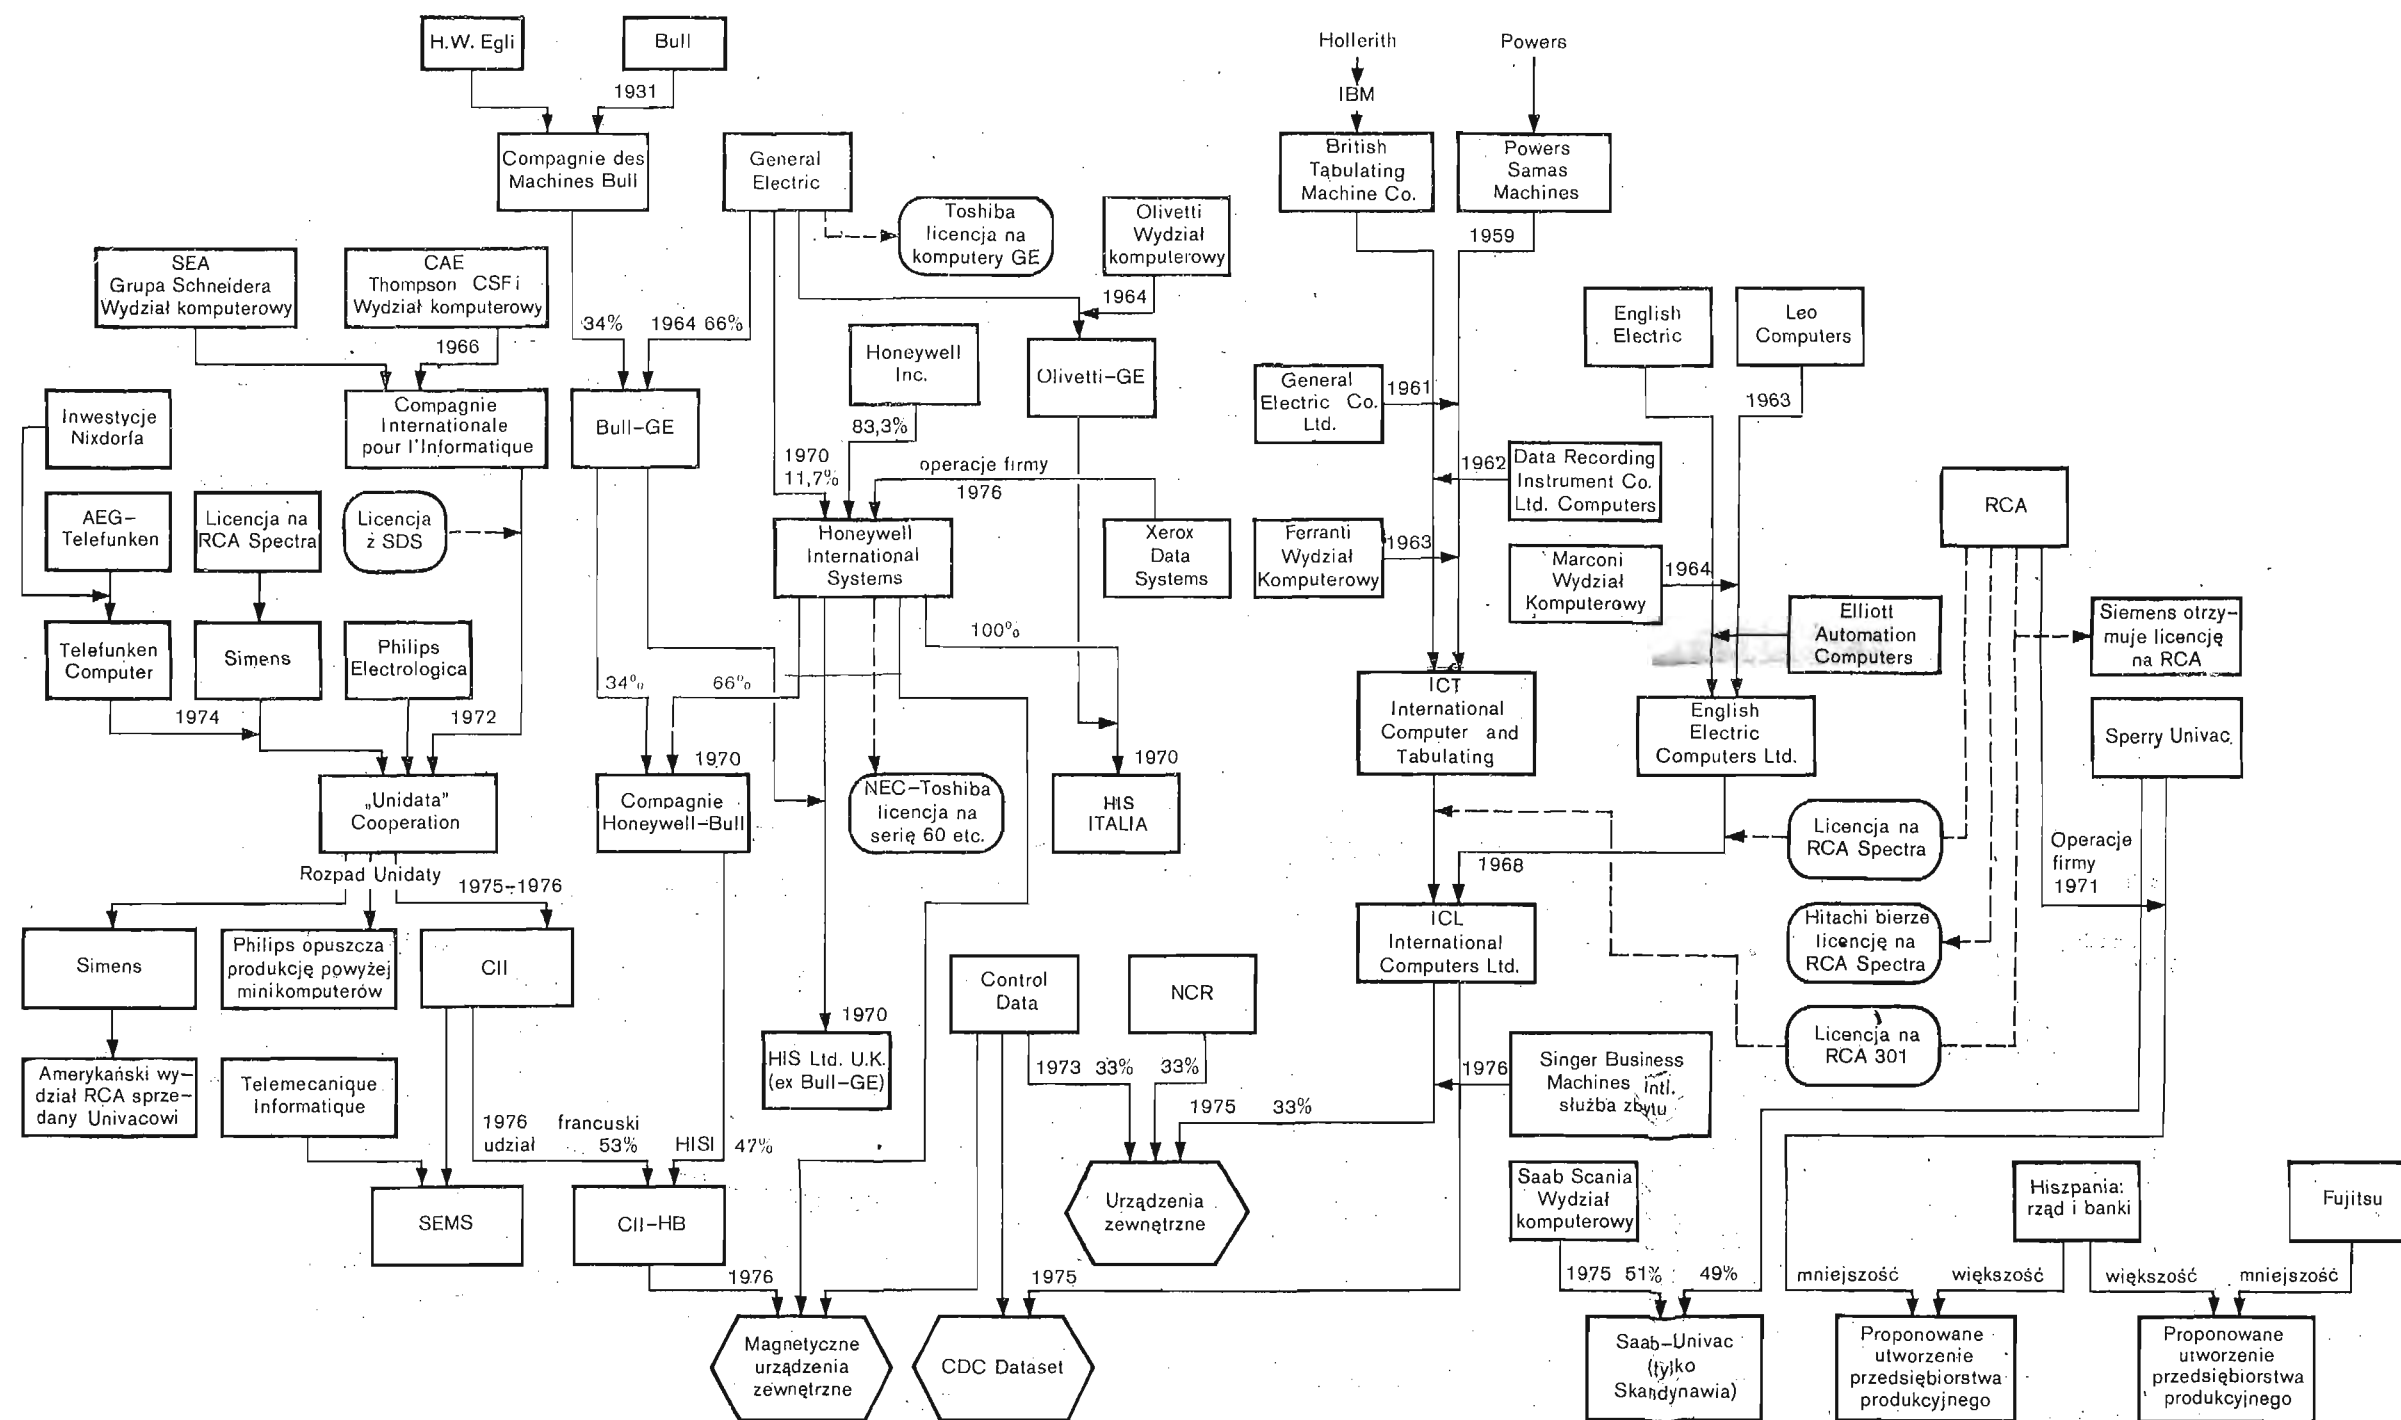 H.W. Egli
Bull
1931
Hollerith
IBM
Powers
Compagnie des
Machines Bull
General
Electric
British
Tabulating
Machine Co.
Powers
Samas
Machines
1959
Toshiba
licencja na
komputery GE
Olivetti
Wydział
komputerowy
1964
SEA
Grupa Schneidera
Wydział komputerowy
CAE
Thompson CSFi
Wydział komputerowy
1966
34%
1964 66%
Honeywell
Inc.
83,3%
Olivetti-GE
English
Electric
Leo
Computers
1963
Inwestycje
Nixdorfa
Compagnie
Internationale
pour l'Informatique
Bull-GE
General
Electric Co.
Ltd.
1961
1970
11,7%
operacje firmy
1976
1962
Data Recording
Instrument Co.
Ltd. Computers
RCA
AEG-
Telefunken
Licencja na
RCA Spectra
Licencja
ż SDS
Honeywell
International
Systems
Xerox
Data
Systems
Ferranti
Wydział
Komputerowy
1963
Marconi
Wydział
Komputerowy
1964
Elliott
Automation
Computers
Siemens otrzy-
muje licencję
na RCA
Telefunken
Computer
Simens
Philips
Electrologica
100%
34%
66%
1974
1972
ICT
International
Computer and
Tabulating
English
Electric
Computers Ltd.
Sperry Univac
„Unidata"
Cooperation
1970
Compagnie
Honeywell-Bull
NEC-Toshiba
licencja na
serię 60 etc.
1970
HIS
ITALIA
Licencja na
RCA Spectra
Operacje
firmy
1971
1968
Rozpad Unidaty
1975-1976
ICL
International
Computers Ltd.
Hitachi bierze
licencję na
RCA Spectra
Simens
Philips opuszcza
produkcję powyżej
minikomputerów
CII
Control
Data
NCR
1970
HIS Ltd. U.K.
(ex Bull-GE)
1973 33%
33%
Licencja na
RCA 301
1976
Singer Business
Machines intl.
służba zbytu
Amerykański wy-
dział RCA sprze-
dany Univacowi
Telemecanique
Informatique
1976
udział
francuski
53%
HISI 47%
1975 33%
SEMS
CII-HB
Urządzenia
zewnętrzne
Saab Scania
Wydział
komputerowy
Hiszpania:
rząd i banki
Fujitsu
1976
1975
1975 51%
49%
mniejszość
większość
większość
mniejszość
Magnetyczne
urządzenia
zewnętrzne
CDC Dataset
Saab-Univac
(tylko
Skandynawia)
Proponowane
utworzenie
przedsiębiorstwa
produkcyjnego
Proponowane
utworzenie
przedsiębiorstwa
produkcyjnego